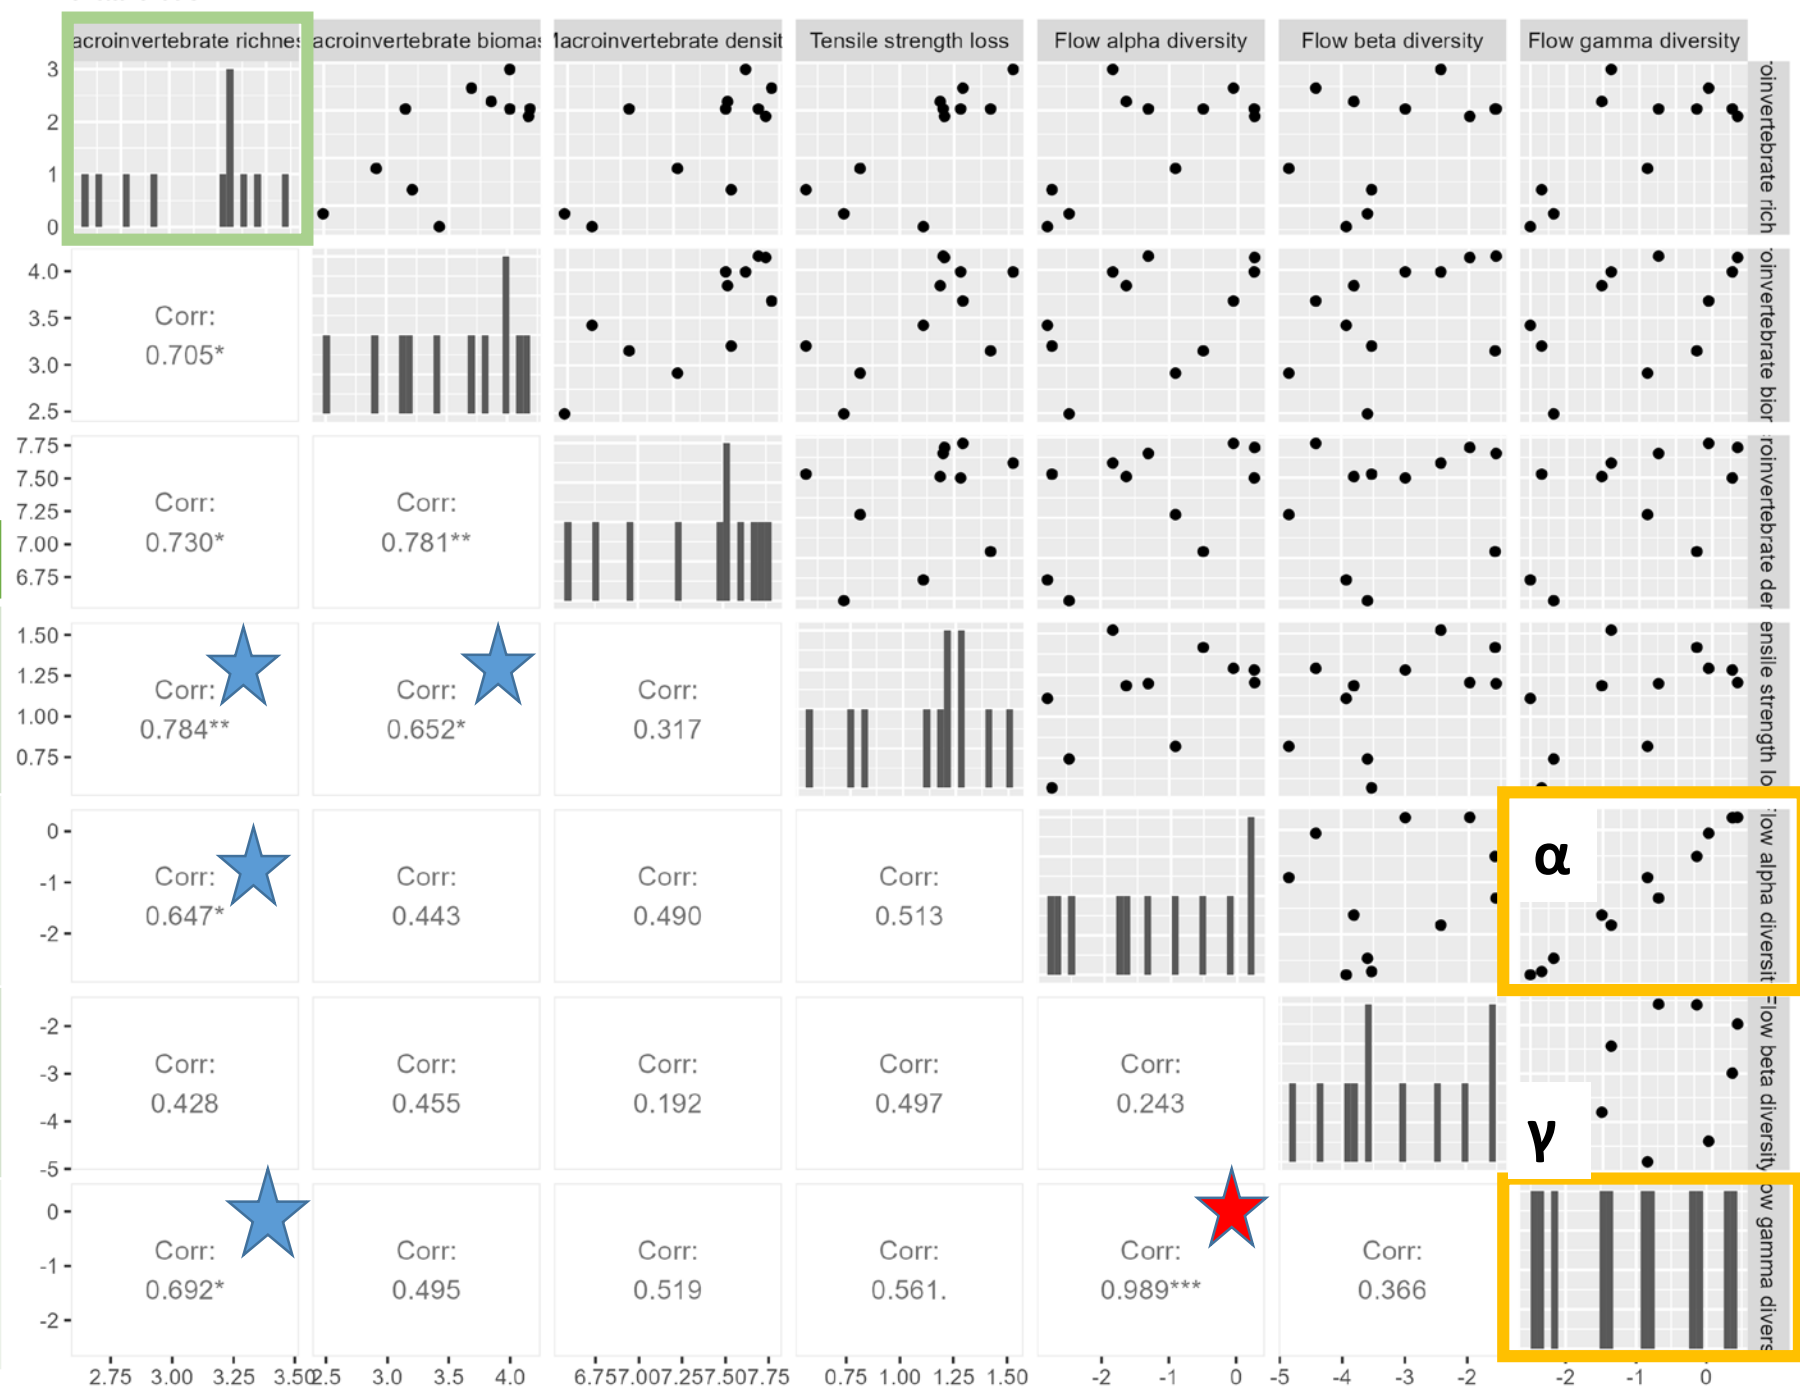 acroinvertebrate richnes
acroinvertebrate biomas
Macroinvertebrate densit
Tensile strength loss
Flow alpha diversity
Flow beta diversity
Flow gamma diversity
3
2
1
0
oinvertebrate rich
4.0
3.5
3.0
2.5
Corr:
0.705*
oinvertebrate bior
7.75
7.50
7.25
7.00
6.75
Corr:
0.730*
Corr:
0.781**
roinvertebrate der
1.50
1.25
1.00
0.75
Corr:
0.784**
Corr:
0.652*
Corr:
0.317
ensile strength lo
0
-1
-2
Corr:
0.647*
Corr:
0.443
Corr:
0.490
Corr:
0.513
α
low alpha diversit
-2
-3
-4
-5
Corr:
0.428
Corr:
0.455
Corr:
0.192
Corr:
0.497
Corr:
0.243
γ
low beta diversity
0
-1
-2
Corr:
0.692*
Corr:
0.495
Corr:
0.519
Corr:
0.561.
Corr:
0.989***
Corr:
0.366
ow gamma divers
2.75 3.00 3.25 3.50
2.5 3.0 3.5 4.0
6.75 7.00 7.25 7.50 7.75
0.75 1.00 1.25 1.50
-2 -1 0
-5 -4 -3 -2
-2 -1 0